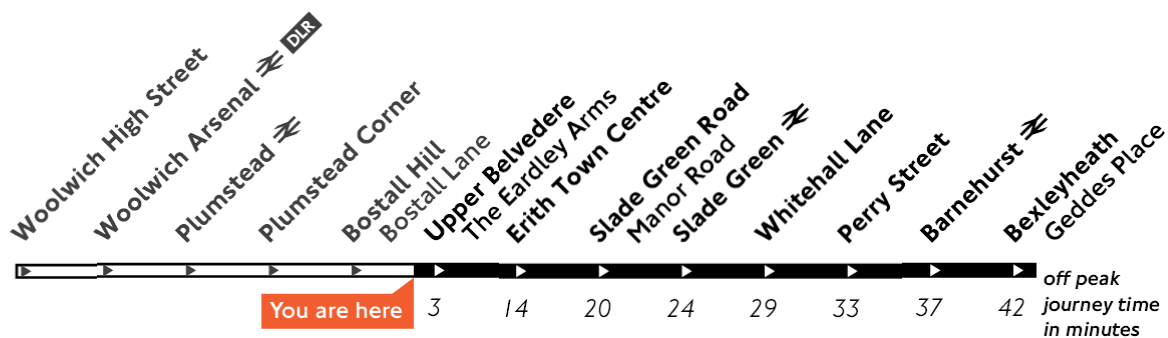 Woolwich High Street
Woolwich Arsenal DLR
Plumstead
Plumstead Corner
Bostall Hill
Bostall Lane
Upper Belvedere
The Eardley Arms
Erith Town Centre
Slade Green Road
Manor Road
Slade Green
Whitehall Lane
Perry Street
Barnehurst
Bexleyheath
Geddes Place
You are here
3 14 20 24 29 33 37 42
off peak
journey time
in minutes